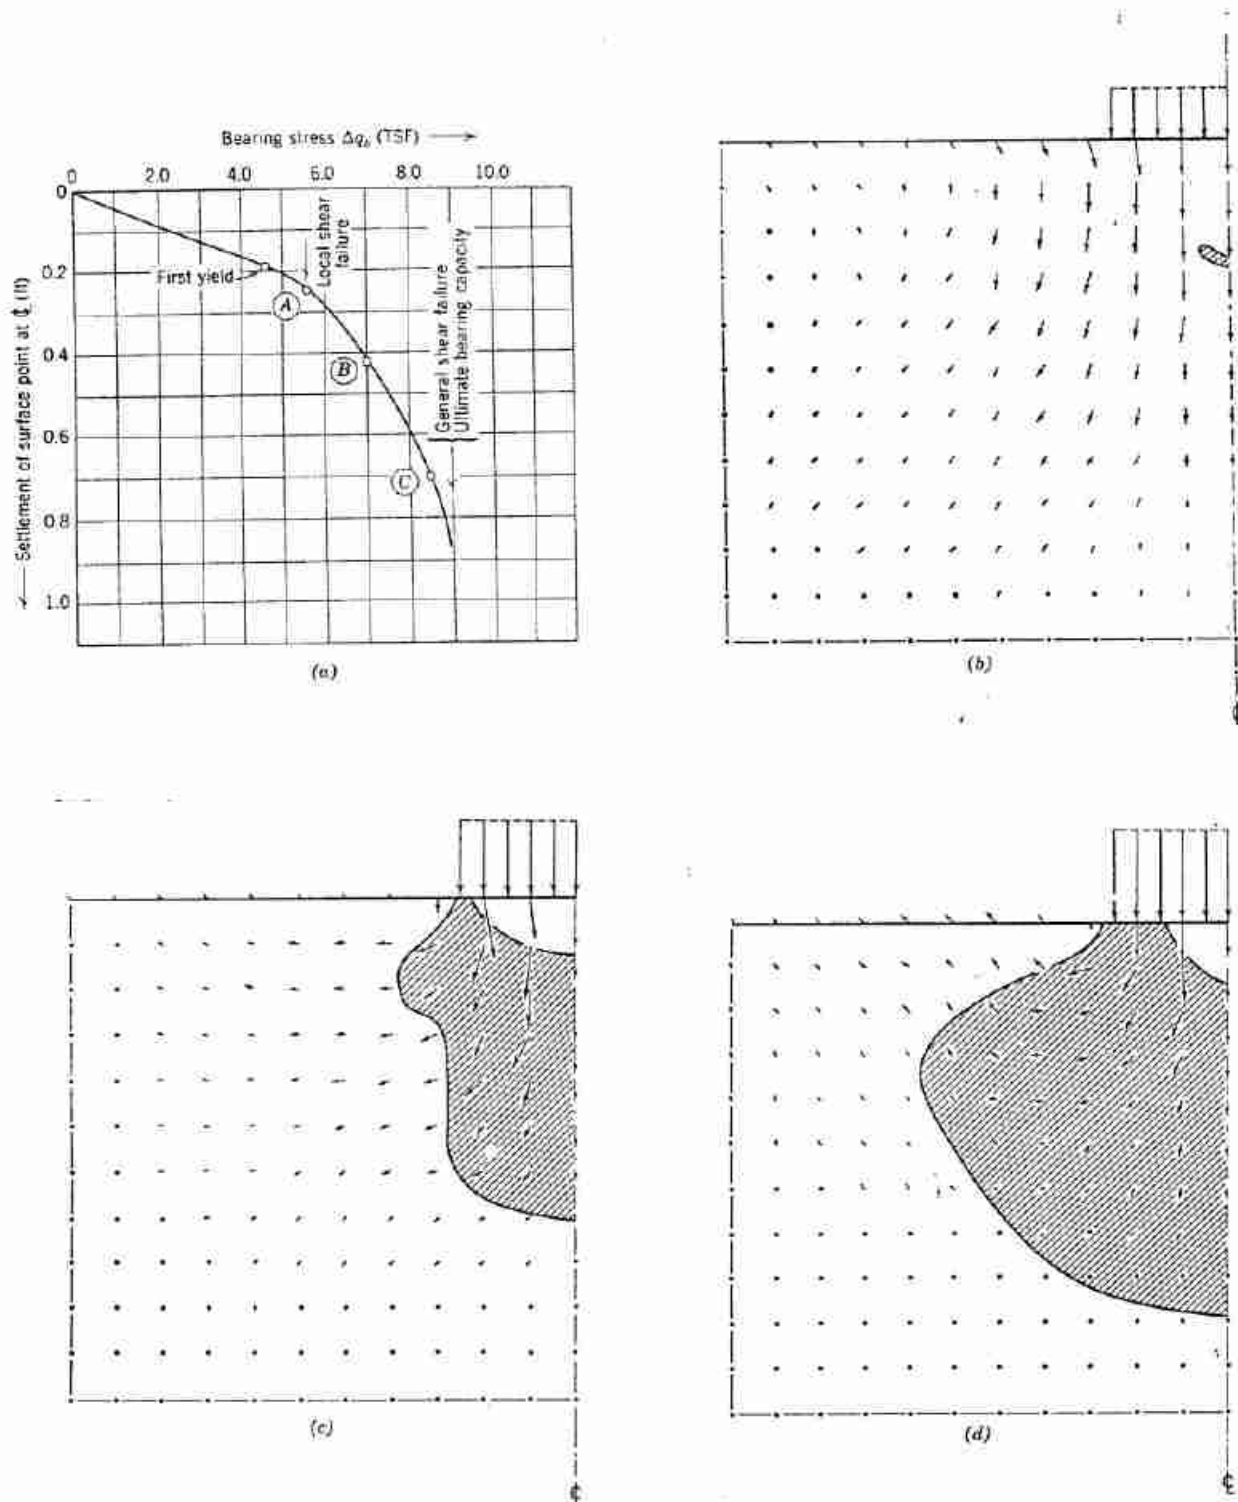 Bearing stress Δq_b (TSF)
0 2.0 4.0 6.0 8.0 10.0
0
0.2
0.4
0.6
0.8
1.0
Settlement of surface point at ℄ (ft)
First yield
Local shear
failure
General shear failure
Ultimate bearing capacity
A
B
C
(a)
(b)
(c)
℄
(d)
℄